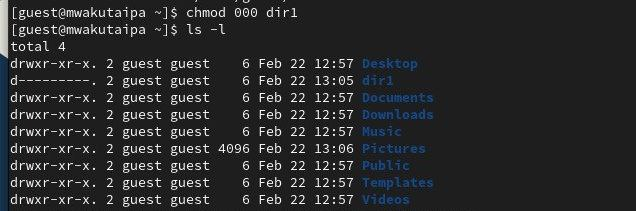 [guest@mwakutaipa ~]$ chmod 000 dir1
[guest@mwakutaipa ~]$ ls -l
total 4
drwxr-xr-x. 2 guest guest    6 Feb 22 12:57 Desktop
d---------. 2 guest guest    6 Feb 22 13:05 dir1
drwxr-xr-x. 2 guest guest    6 Feb 22 12:57 Documents
drwxr-xr-x. 2 guest guest    6 Feb 22 12:57 Downloads
drwxr-xr-x. 2 guest guest    6 Feb 22 12:57 Music
drwxr-xr-x. 2 guest guest 4096 Feb 22 13:06 Pictures
drwxr-xr-x. 2 guest guest    6 Feb 22 12:57 Public
drwxr-xr-x. 2 guest guest    6 Feb 22 12:57 Templates
drwxr-xr-x. 2 guest guest    6 Feb 22 12:57 Videos